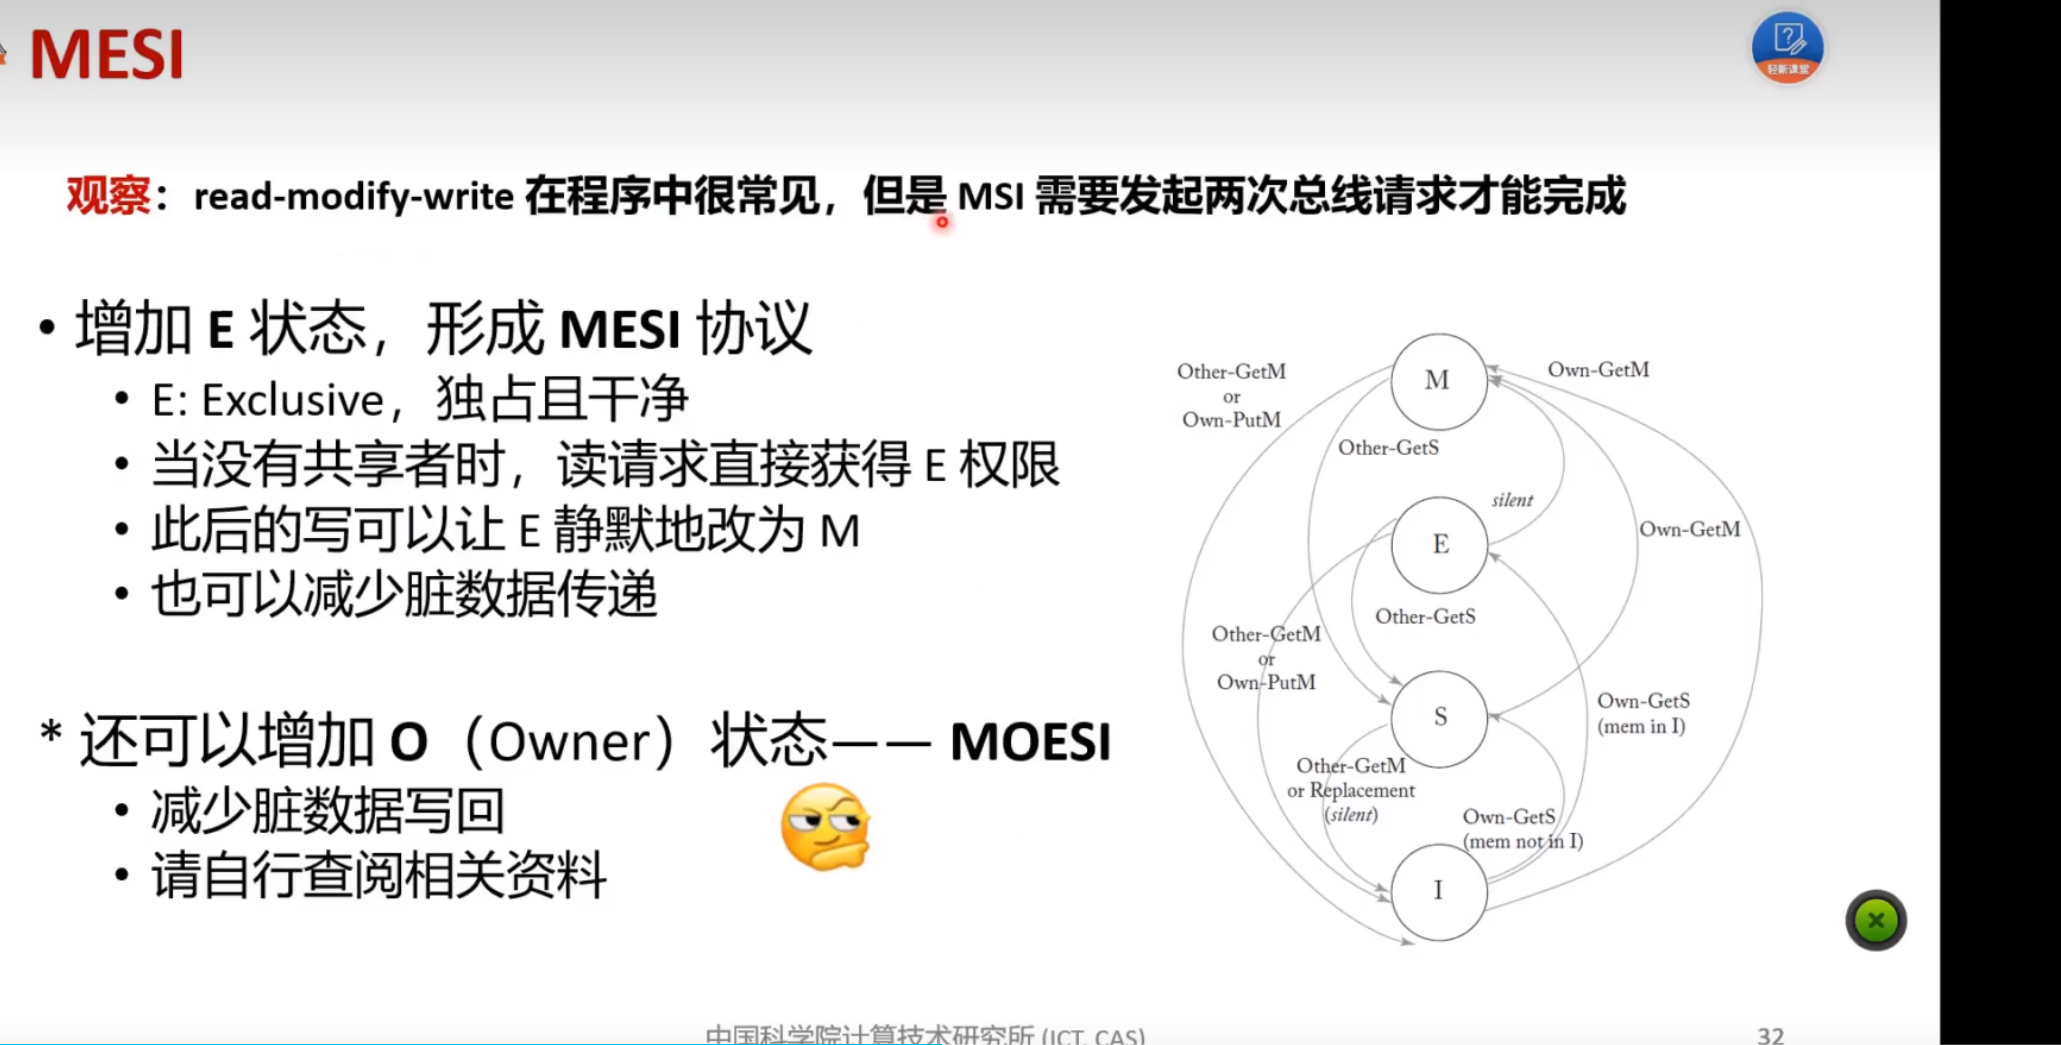 MESI
轻新课堂
观察：read-modify-write 在程序中很常见，但是 MSI 需要发起两次总线请求才能完成
• 增加 E 状态，形成 MESI 协议
• E: Exclusive，独占且干净
• 当没有共享者时，读请求直接获得 E 权限
• 此后的写可以让 E 静默地改为 M
• 也可以减少脏数据传递
* 还可以增加 O（Owner）状态—— MOESI
• 减少脏数据写回
• 请自行查阅相关资料
Other-GetM
or
Own-PutM
M
Own-GetM
Other-GetS
silent
E
Own-GetM
Other-GetS
Other-GetM
or
Own-PutM
S
Own-GetS
(mem in I)
Other-GetM
or Replacement
(silent)
Own-GetS
(mem not in I)
I
中国科学院计算技术研究所 (ICT, CAS)
32